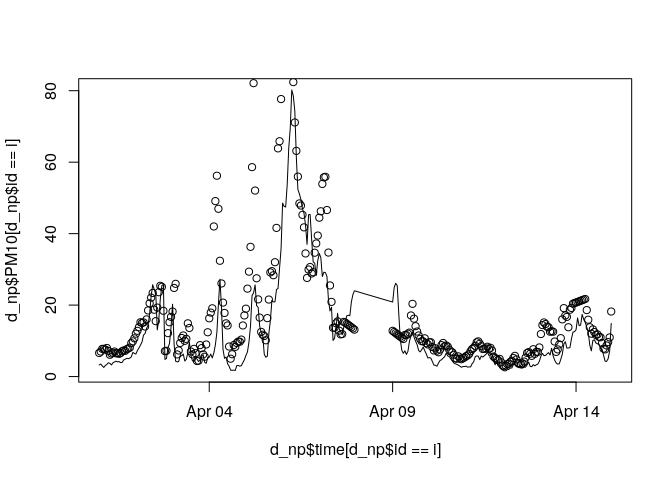 80
60
40
20
0
d_np$PM10[d_np$id == i]
Apr 04
Apr 09
Apr 14
d_np$time[d_np$id == i]